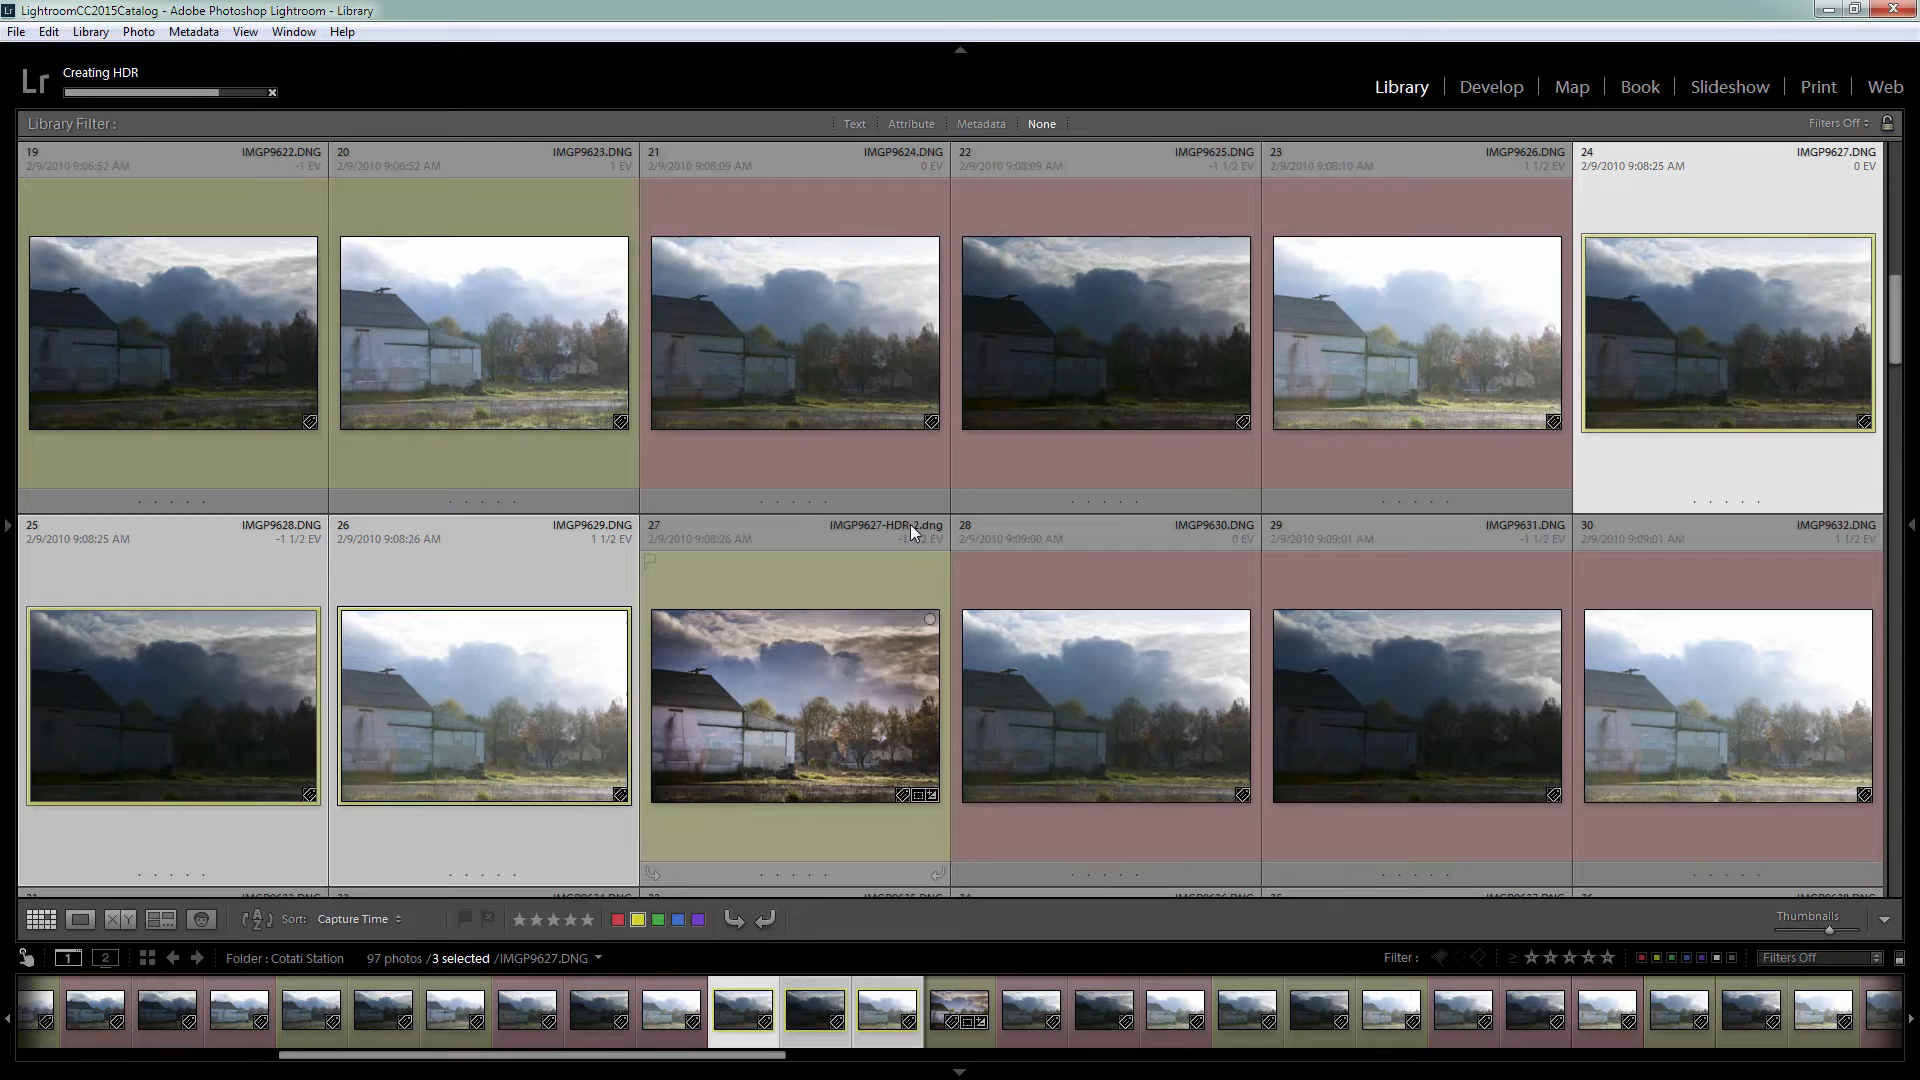 LightroomCC2015Catalog - Adobe Photoshop Lightroom - Library
File Edit Library Photo Metadata View Window Help
Lr Creating HDR
Library Develop Map Book Slideshow Print Web
Library Filter : Text Attribute Metadata None Filters Off
19 IMGP9622.DNG 20 IMGP9623.DNG 21 IMGP9624.DNG 22 IMGP9625.DNG 23 IMGP9626.DNG 24 IMGP9627.DNG
2/9/2010 9:06:52 AM -1 EV 2/9/2010 9:06:52 AM 1 EV 2/9/2010 9:08:09 AM 0 EV 2/9/2010 9:08:09 AM -1 1/2 EV 2/9/2010 9:08:10 AM 1 1/2 EV 2/9/2010 9:08:25 AM 0 EV
25 IMGP9628.DNG 26 IMGP9629.DNG 27 IMGP9627-HDR-2.dng 28 IMGP9630.DNG 29 IMGP9631.DNG 30 IMGP9632.DNG
2/9/2010 9:08:25 AM -1 1/2 EV 2/9/2010 9:08:26 AM 1 1/2 EV 2/9/2010 9:08:26 AM EV 2/9/2010 9:09:00 AM 0 EV 2/9/2010 9:09:01 AM -1 1/2 EV 2/9/2010 9:09:01 AM 1 1/2 EV
Sort: Capture Time Thumbnails
1 2 Folder : Cotati Station 97 photos / 3 selected / IMGP9627.DNG Filter : Filters Off